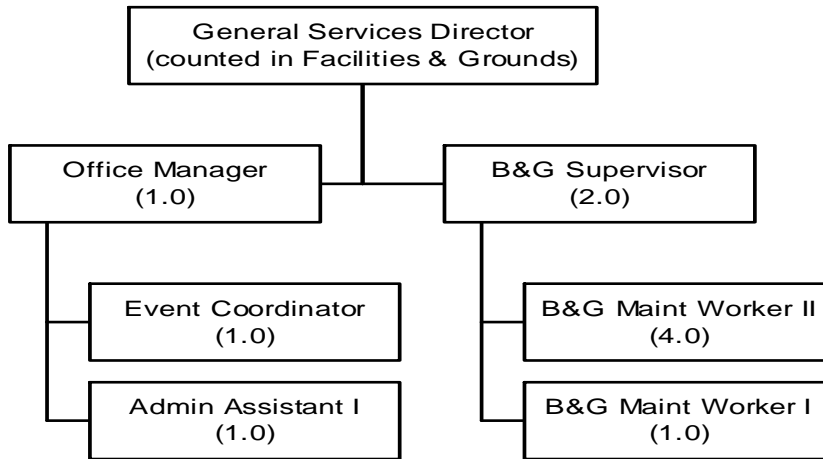 General Services Director
(counted in Facilities & Grounds)
Office Manager
(1.0)
B&G Supervisor
(2.0)
Event Coordinator
(1.0)
B&G Maint Worker II
(4.0)
Admin Assistant I
(1.0)
B&G Maint Worker I
(1.0)